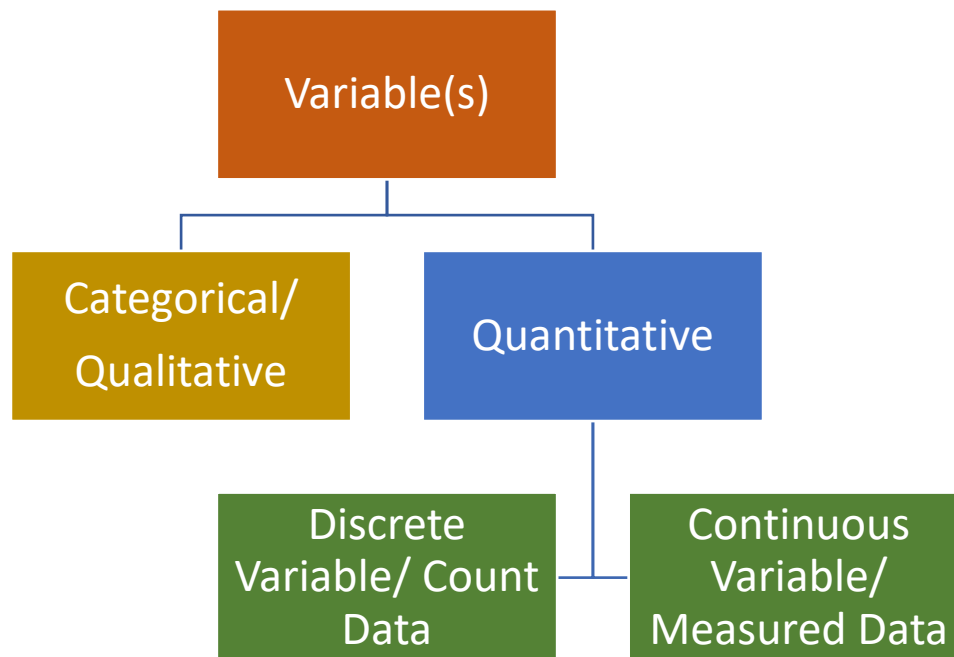 Variable(s)
Categorical/
Qualitative
Quantitative
Discrete
Variable/ Count
Data
Continuous
Variable/
Measured Data